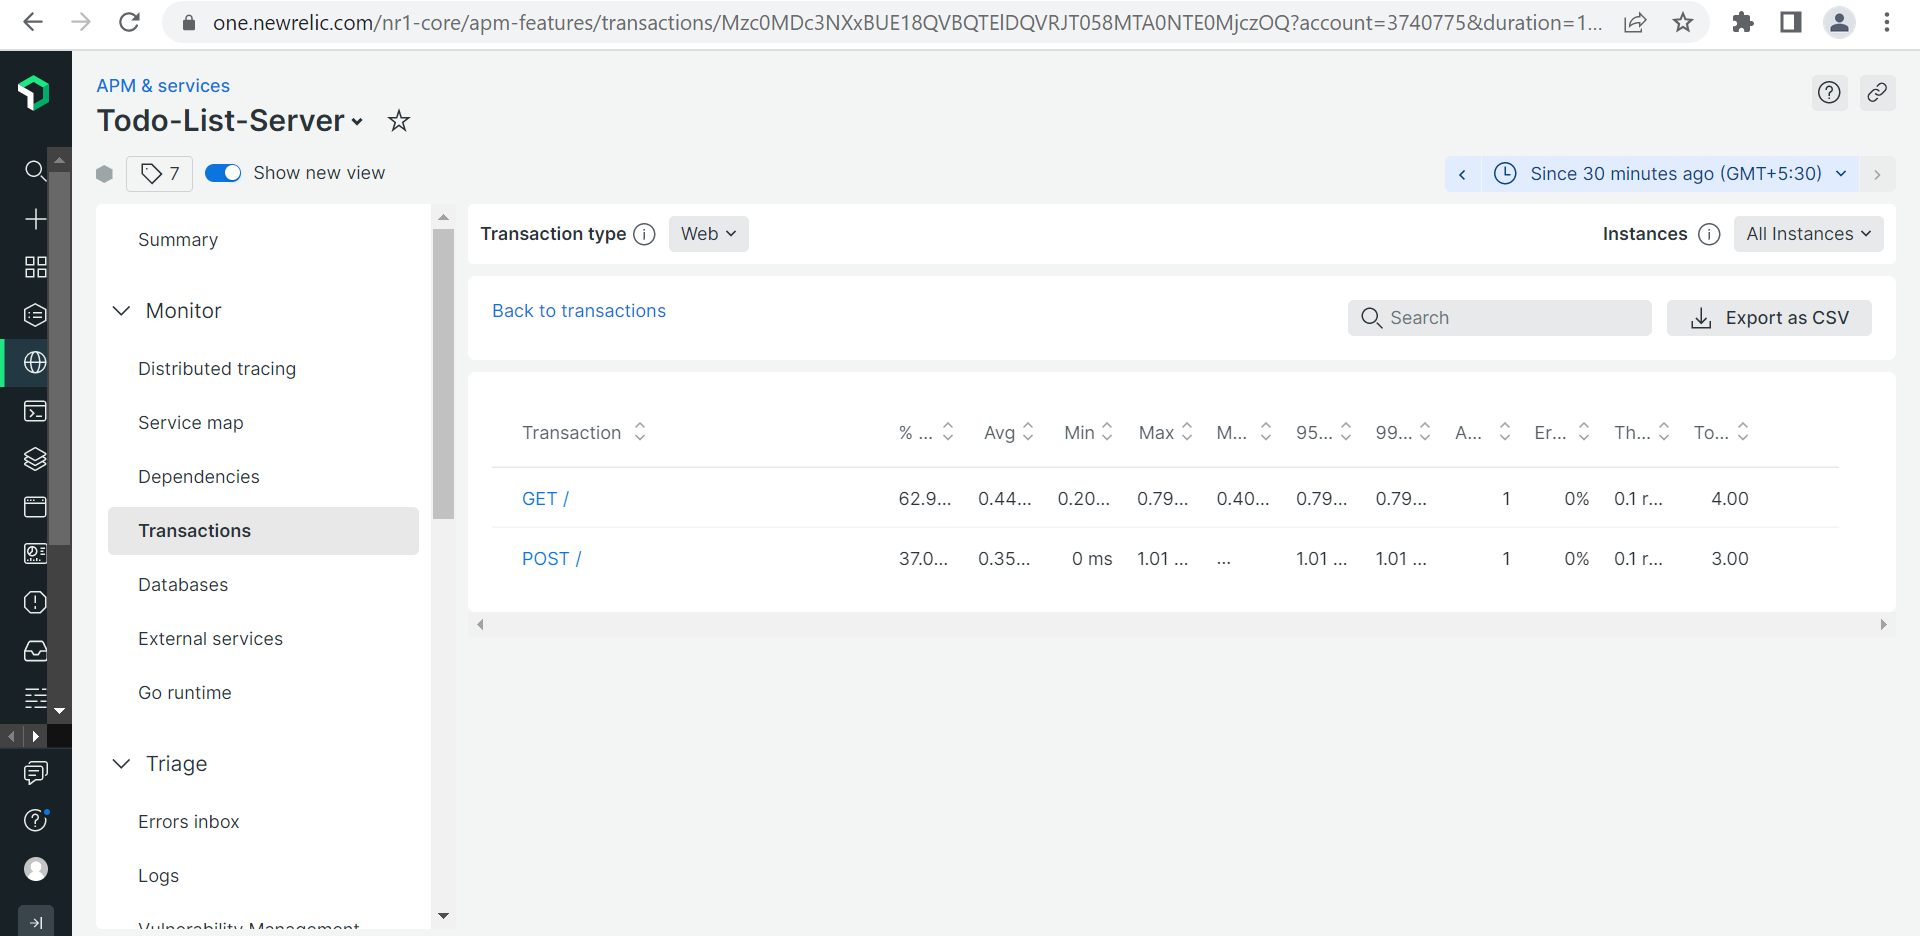 one.newrelic.com/nr1-core/apm-features/transactions/Mzc0MDc3NXxBUE18QVBQTElDQVRJT058MTA0NTE0MjczOQ?account=3740775&duration=1...
APM & services
Todo-List-Server
7
Show new view
Since 30 minutes ago (GMT+5:30)
Summary
Monitor
Distributed tracing
Service map
Dependencies
Transactions
Databases
External services
Go runtime
Triage
Errors inbox
Logs
Vulnerability Management
Transaction type
Web
Instances
All Instances
Back to transactions
Search
Export as CSV
Transaction % ... Avg Min Max M... 95... 99... A... Er... Th... To...
GET / 62.9... 0.44... 0.20... 0.79... 0.40... 0.79... 0.79... 1 0% 0.1 r... 4.00
POST / 37.0... 0.35... 0 ms 1.01 ... ... 1.01 ... 1.01 ... 1 0% 0.1 r... 3.00